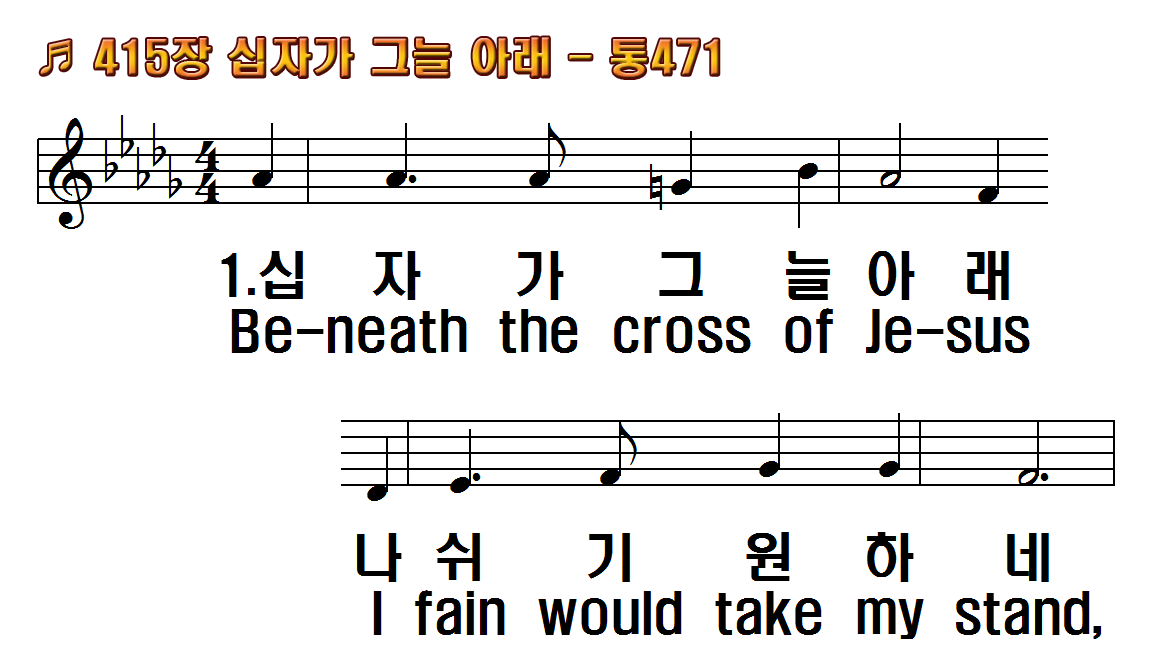 415장 십자가 그늘 아래 - 통471
4
4
1.십 자 가 그 늘 아 래
Be-neath the cross of Je-sus
나 쉬 기 원 하 네
I fain would take my stand,